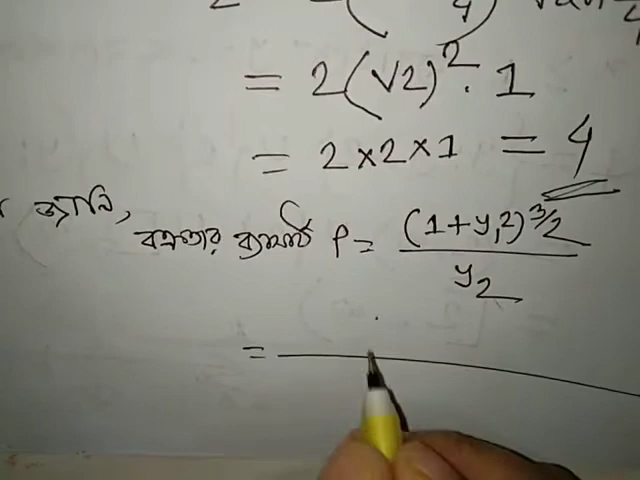 = 2(√2)². 1
= 2×2×1 = 4
জানি,
বক্রতার ব্যাসার্ধ ρ = (1+y₁2)^3/2 / y₂
=